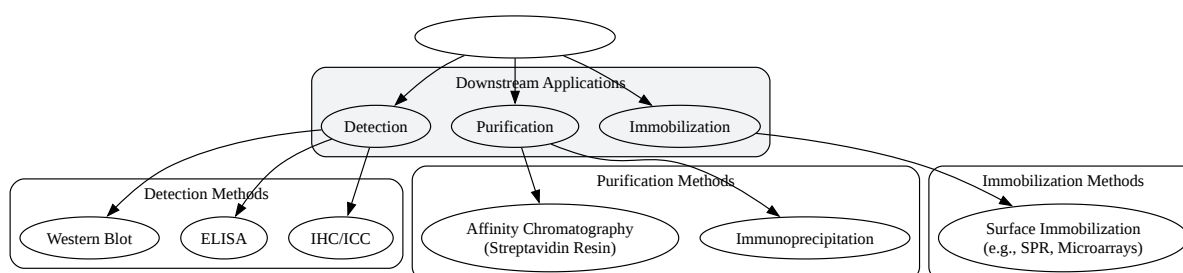 Downstream Applications
Detection
Purification
Immobilization
Detection Methods
Purification Methods
Immobilization Methods
Western Blot
ELISA
IHC/ICC
Affinity Chromatography
(Streptavidin Resin)
Immunoprecipitation
Surface Immobilization
(e.g., SPR, Microarrays)